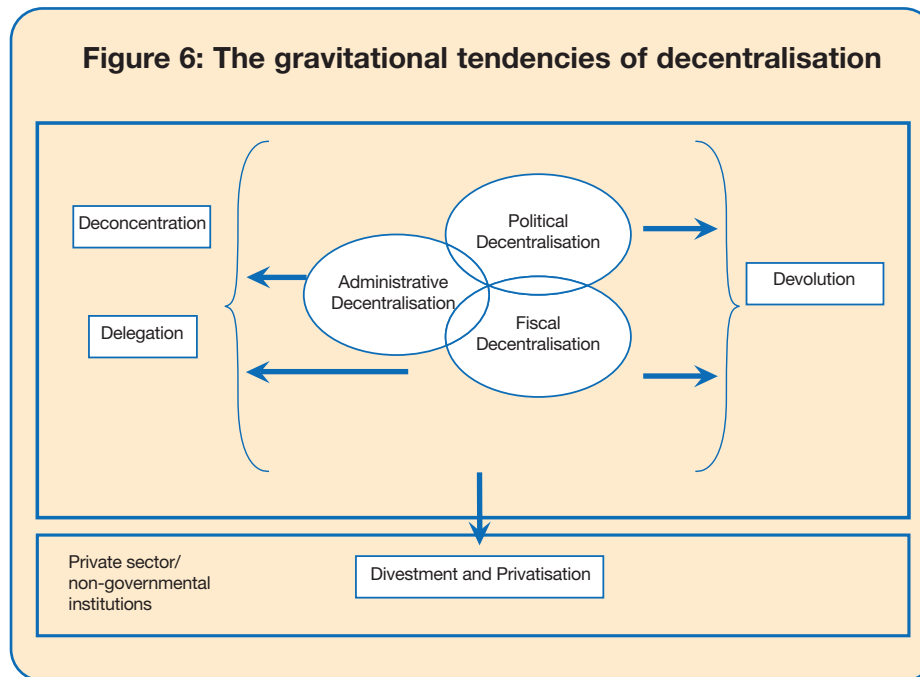 Figure 6: The gravitational tendencies of decentralisation
Deconcentration
Delegation
Administrative
Decentralisation
Political
Decentralisation
Fiscal
Decentralisation
Devolution
Private sector/
non-governmental
institutions
Divestment and Privatisation